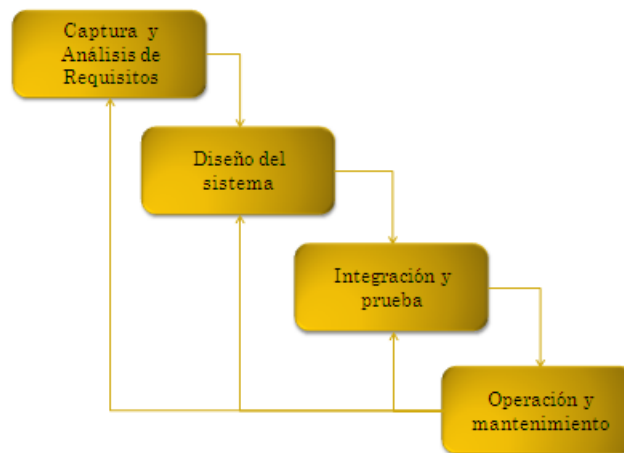 Captura y
Análisis de
Requisitos
Diseño del
sistema
Integración y
prueba
Operación y
mantenimiento